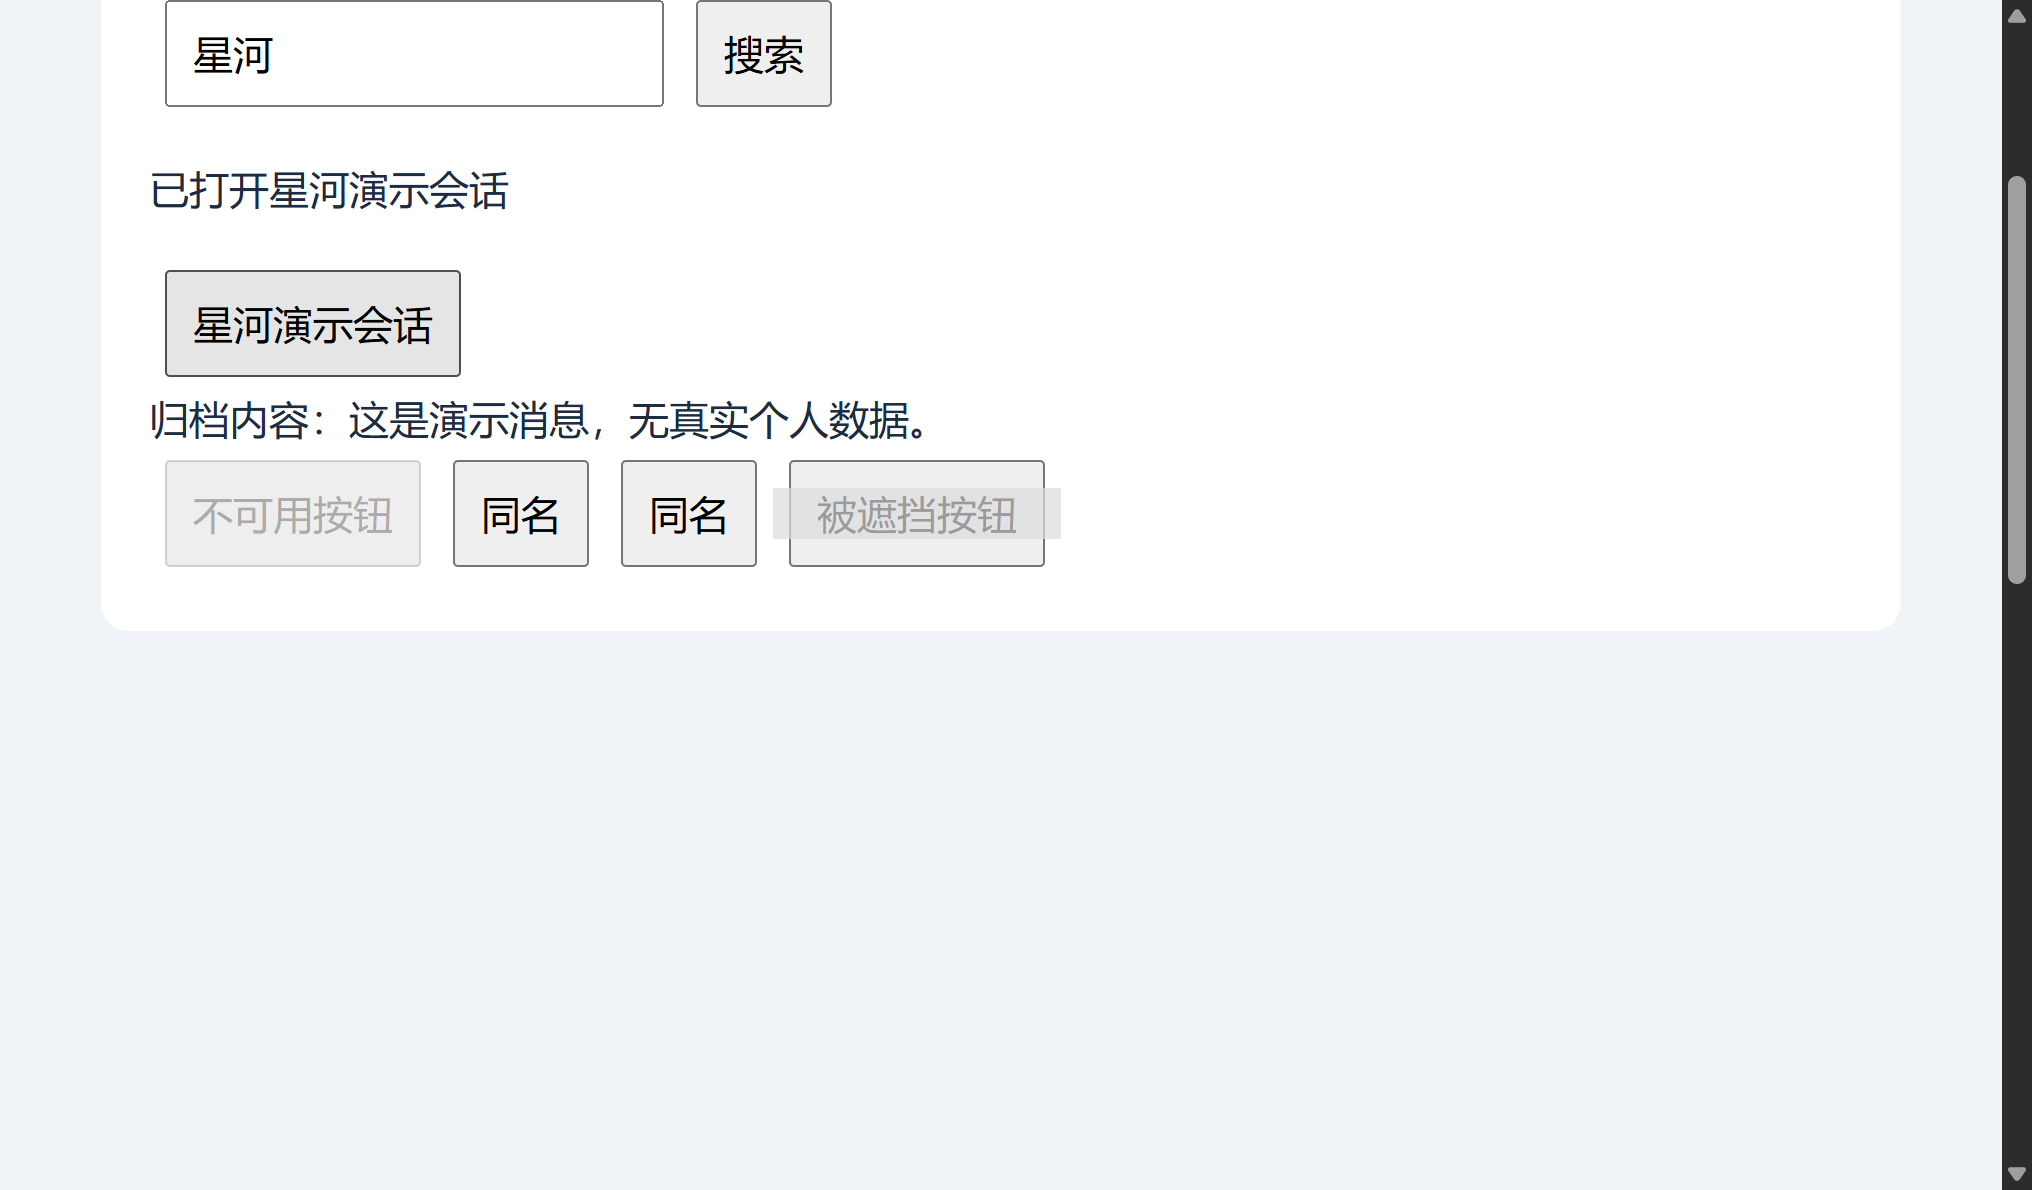 星河 搜索
已打开星河演示会话
星河演示会话
归档内容：这是演示消息，无真实个人数据。
不可用按钮 同名 同名 被遮挡按钮